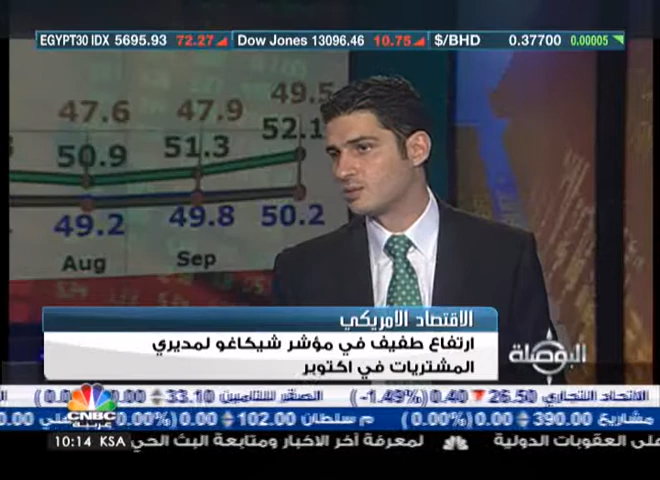 EGYPT30 IDX 5695.93 72.27 Dow Jones 13096.46 10.75 $/BHD 0.37700 0.00005
47.6 47.9 49.5
50.9 51.3 52.1
49.2 49.8 50.2
Aug Sep
الاقتصاد الامريكي
ارتفاع طفيف في مؤشر شيكاغو لمديري
المشتريات في اكتوبر
البوصلة
الاتحاد التجاري 26.50 0.40 (-1.49%) الصقر للتامين 33.10 0.00
مشاريع 390.00 0.00 (0.00%) م سلطان 102.00 0.00 (0.00%)
CNBC
عربية
10:14 KSA
على العقوبات الدولية لمعرفة آخر الاخبار ومتابعة البث الحي